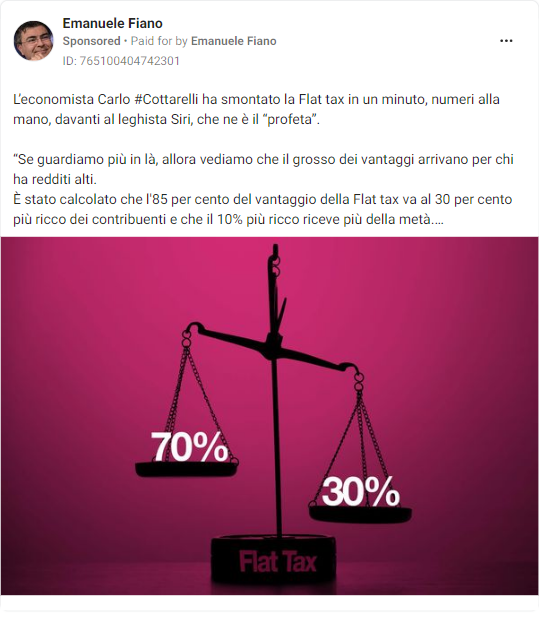 Emanuele Fiano
Sponsored • Paid for by Emanuele Fiano
ID: 765100404742301
L'economista Carlo #Cottarelli ha smontato la Flat tax in un minuto, numeri alla
mano, davanti al leghista Siri, che ne è il “profeta”.
“Se guardiamo più in là, allora vediamo che il grosso dei vantaggi arrivano per chi
ha redditi alti.
È stato calcolato che l'85 per cento del vantaggio della Flat tax va al 30 per cento
più ricco dei contribuenti e che il 10% più ricco riceve più della metà....
70%
30%
Flat Tax